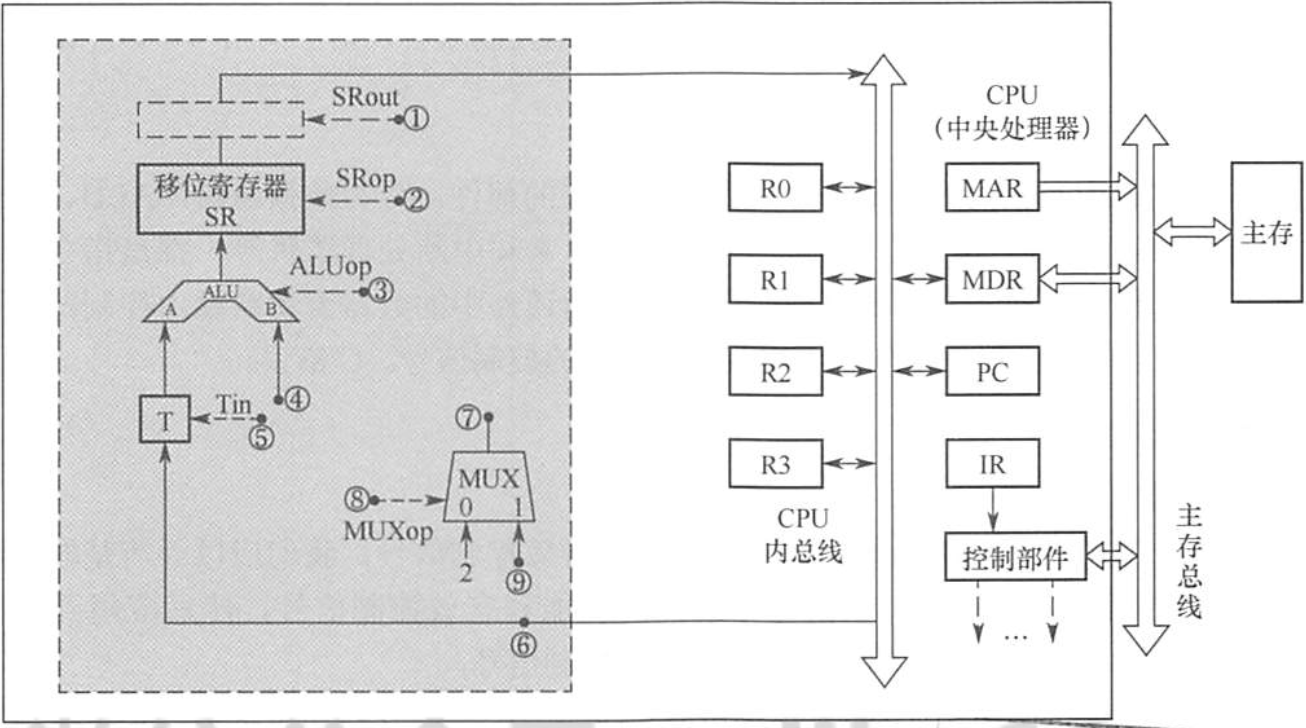 SRout
①
移位寄存器
SR
SRop
②
ALUop
③
ALU
A
B
④
T
Tin
⑤
⑦
MUX
0 1
⑧
MUXop
2
⑨
⑥
R0
R1
R2
R3
CPU
内总线
CPU
(中央处理器)
MAR
MDR
PC
IR
控制部件
...
主存总线
主存